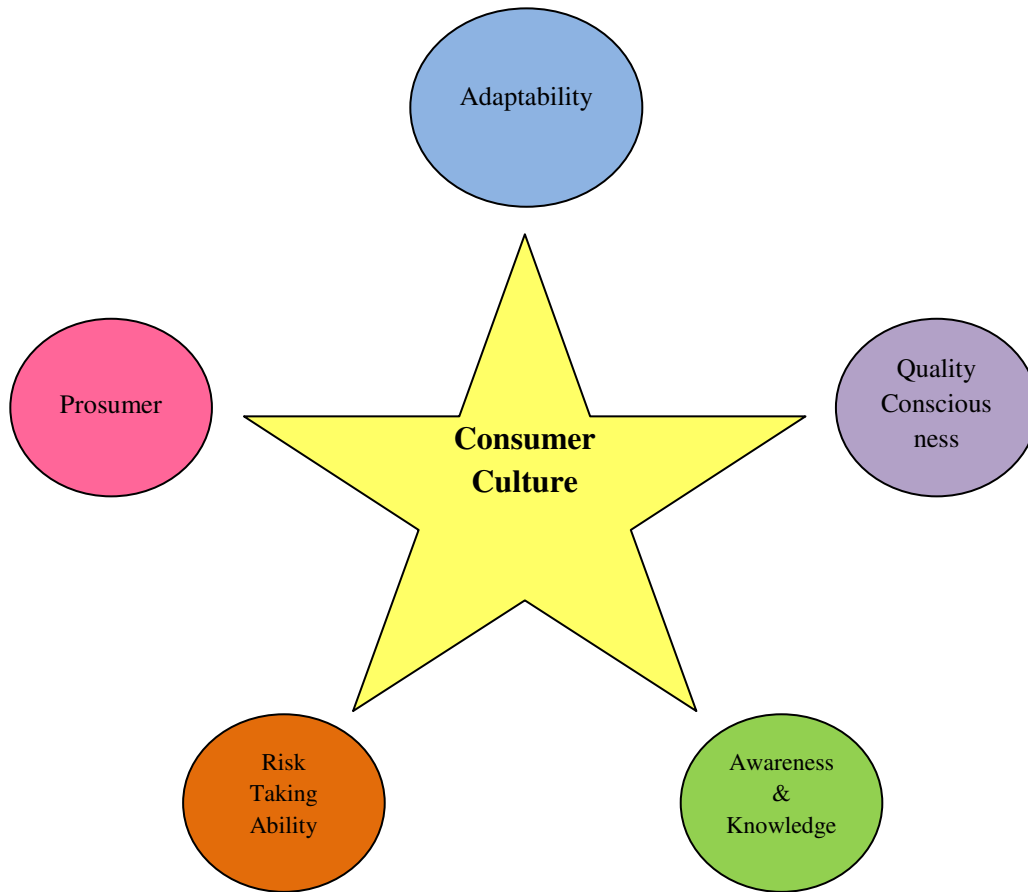 Adaptability
Prosumer
Quality
Conscious
ness
Consumer
Culture
Risk
Taking
Ability
Awareness
&
Knowledge